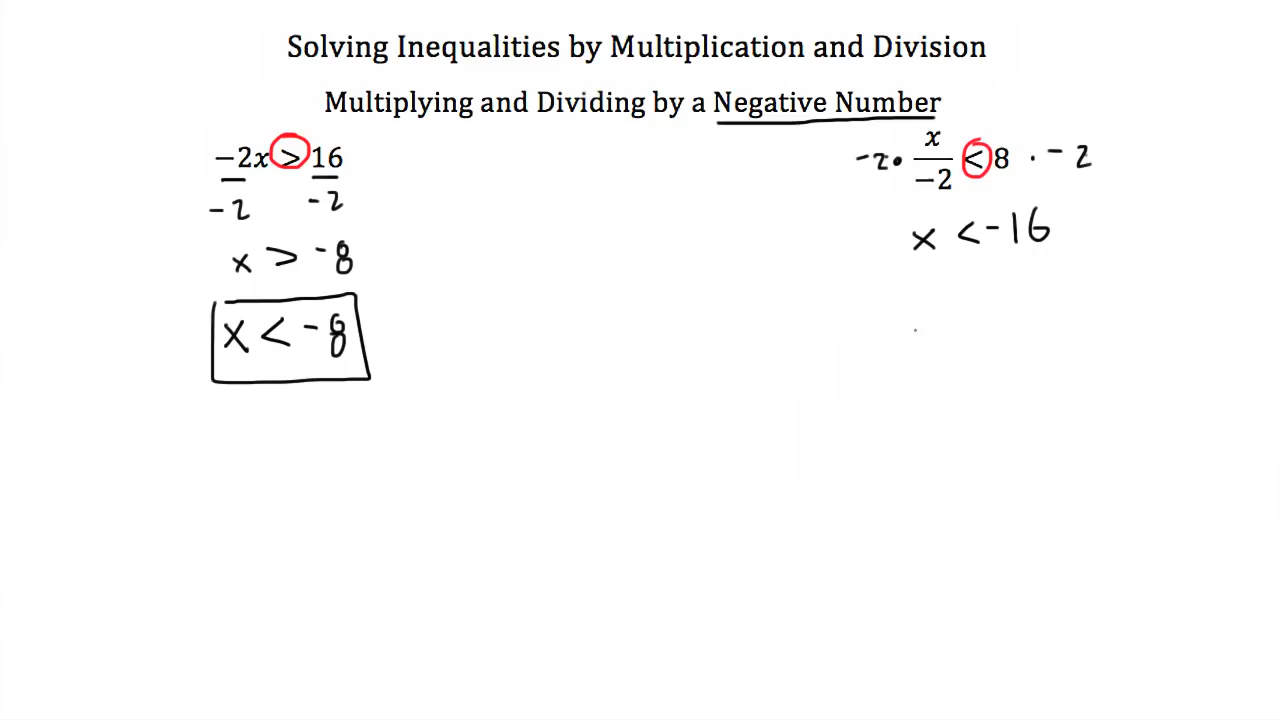 Solving Inequalities by Multiplication and Division
Multiplying and Dividing by a Negative Number
−2x > 16
-2 -2
x > -8
x < -8
-2 • x/−2 < 8 · -2
x < -16